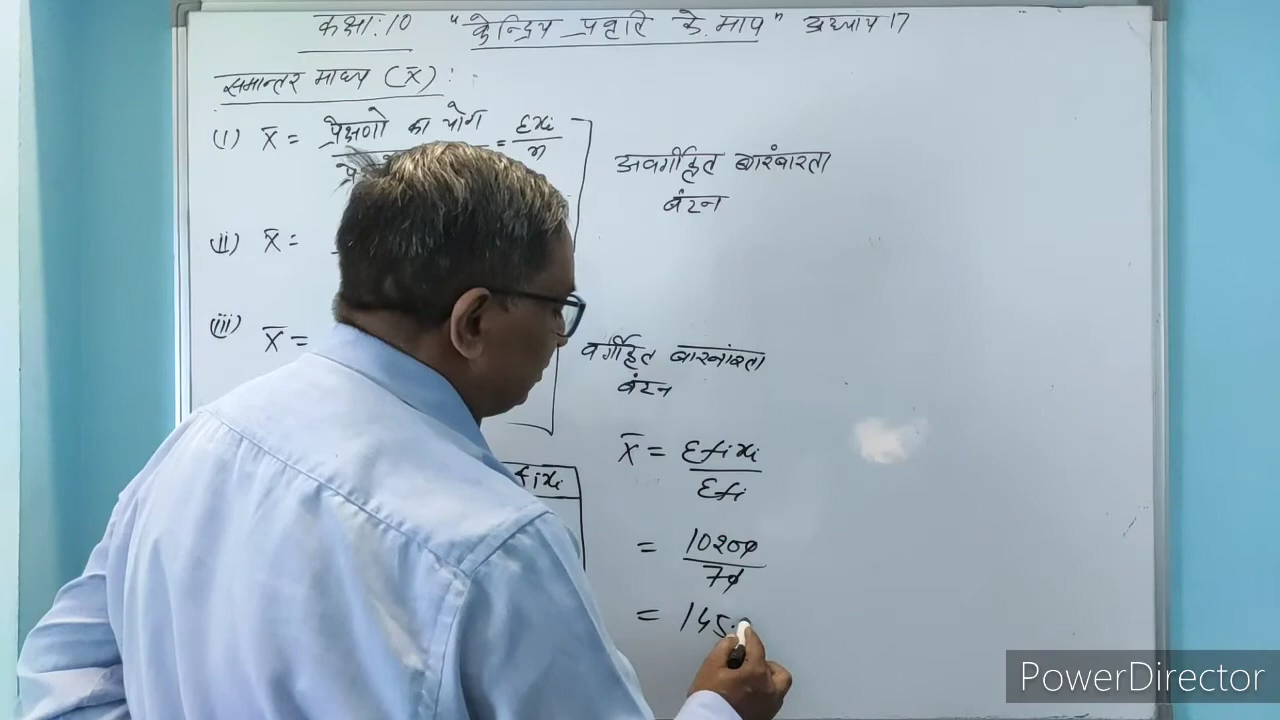 कक्षा:10 "केन्द्रिय प्रवृति के.माप" अध्याय 17
समान्तर माध्य (x̄) :
(i) x̄ = प्रेक्षणो का योग = Σxi
n
अवर्गीहृत बारंबारता
बंटन
(ii) x̄ =
(iii) x̄ =
वर्गीहृत बारम्बारता
बंटन
x̄ = Σfixi
Σfi
fixi
= 10200
70
= 145.
PowerDirector